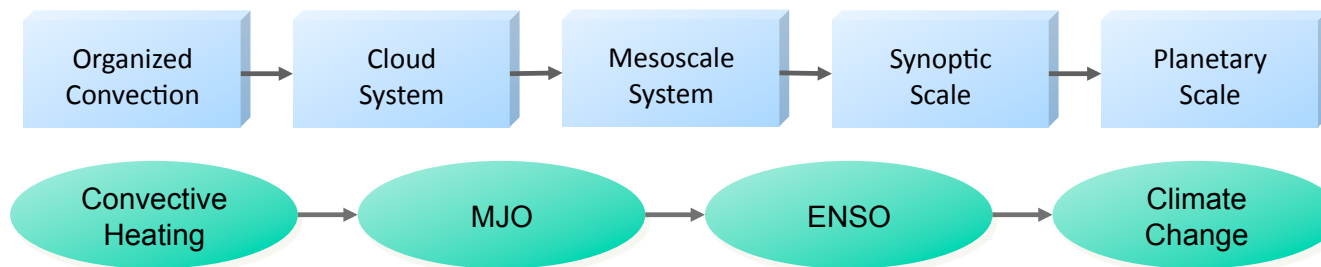 Organized
Convection
Cloud
System
Mesoscale
System
Synoptic
Scale
Planetary
Scale
Convective
Heating
MJO
ENSO
Climate
Change